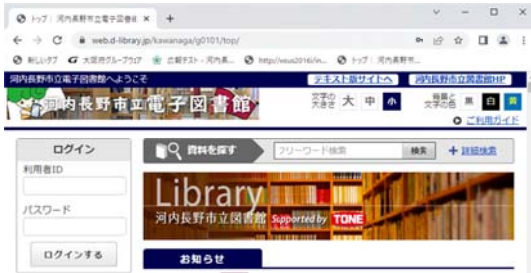 トップ | 河内長野市立電子図書館
web.d-library.jp/kawanaga/g0101/top/
新しいタブ 大阪府グループウェア 広報テスト - 河内長... トップ | 河内長野市...
河内長野市立電子図書館へようこそ テキスト版サイトへ 河内長野市立図書館HP
河内長野市立電子図書館 文字の大きさ 大 中 小 背景と文字の色 黒 白 黄
ご利用ガイド
ログイン
利用者ID
パスワード
ログインする
資料を探す フリーワード検索 検索 + 詳細検索
Library
河内長野市立図書館 Supported by TONE
お知らせ